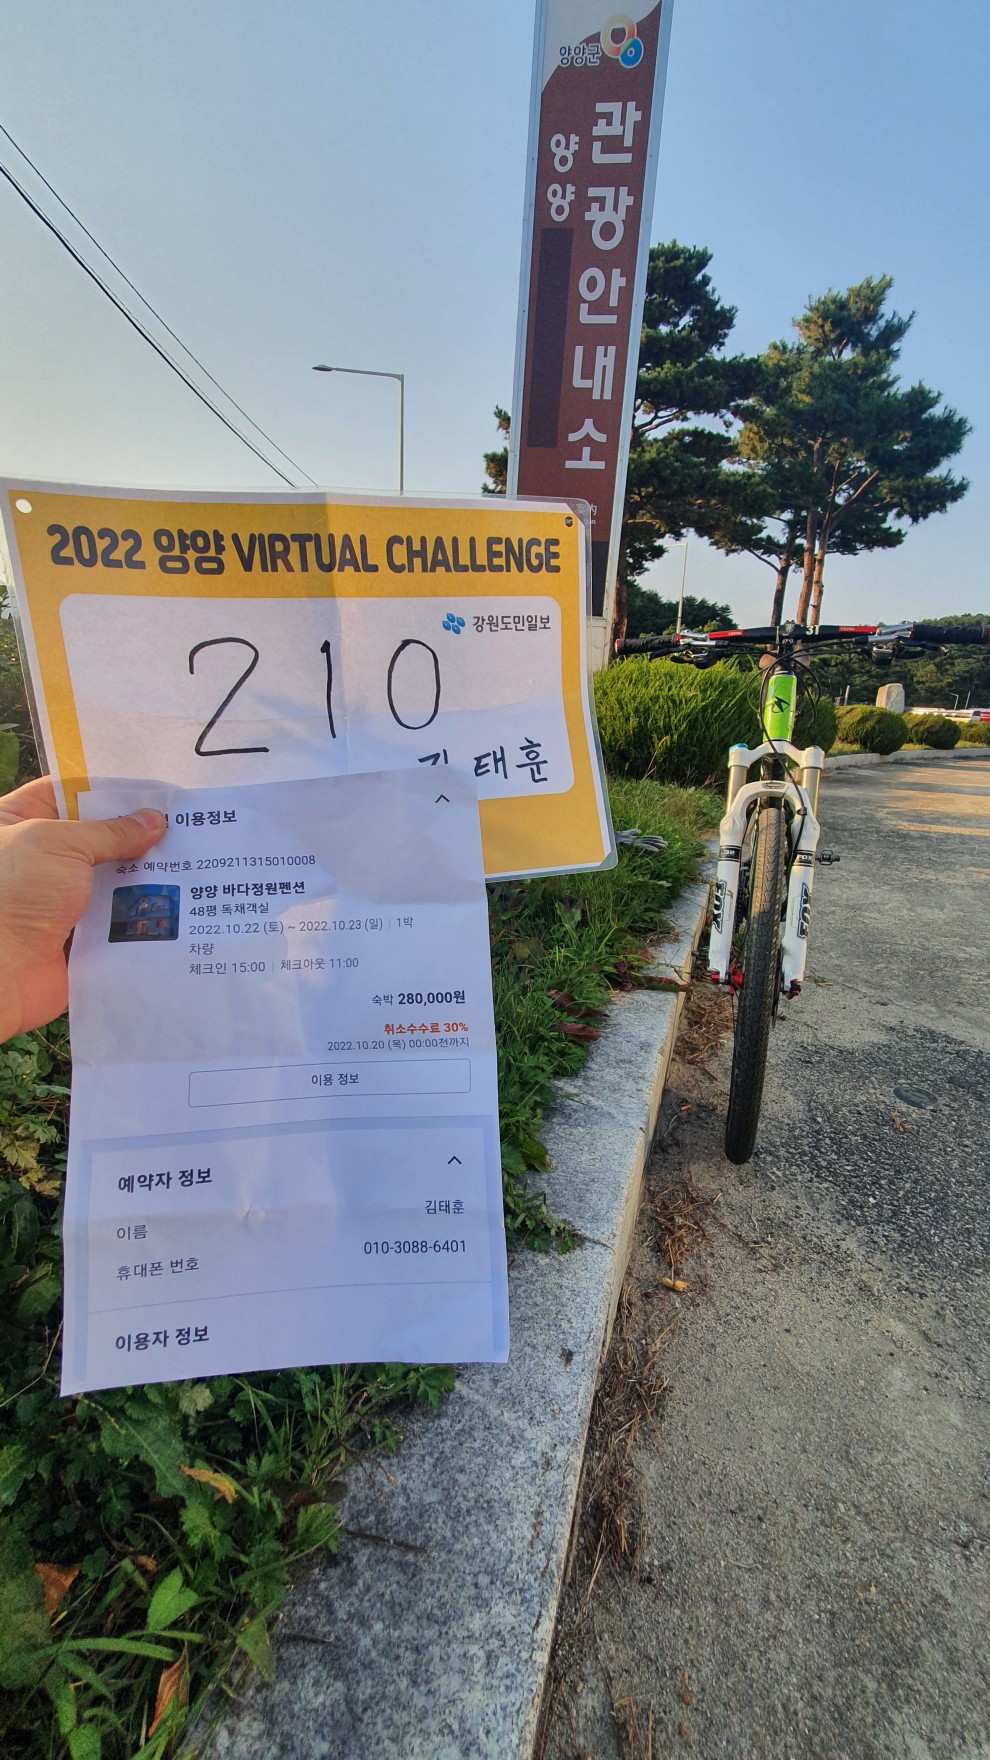 양양군
관광안내소
양양
2022 양양 VIRTUAL CHALLENGE
강원도민일보
210
김태훈
이용정보
숙소 예약번호 2209211315010008
양양 바다정원펜션
48평 독채객실
2022.10.22 (토) ~ 2022.10.23 (일) | 1박
차량
체크인 15:00 | 체크아웃 11:00
숙박 280,000원
취소수수료 30%
2022.10.20 (목) 00:00전까지
이용 정보
예약자 정보
이름 김태훈
휴대폰 번호 010-3088-6401
이용자 정보
31
FOX
FOX